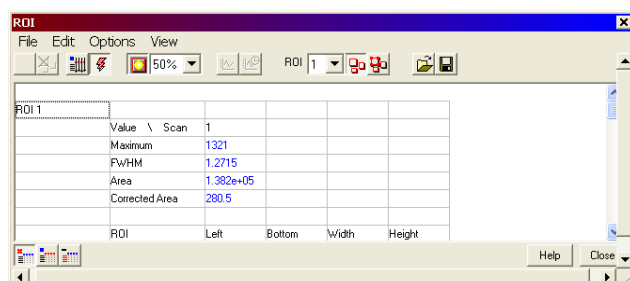 ROI
File Edit Options View
50% ROI 1
ROI 1
Value \ Scan 1
Maximum 1321
FWHM 1.2715
Area 1.382e+05
Corrected Area 280.5
ROI Left Bottom Width Height
Help Close